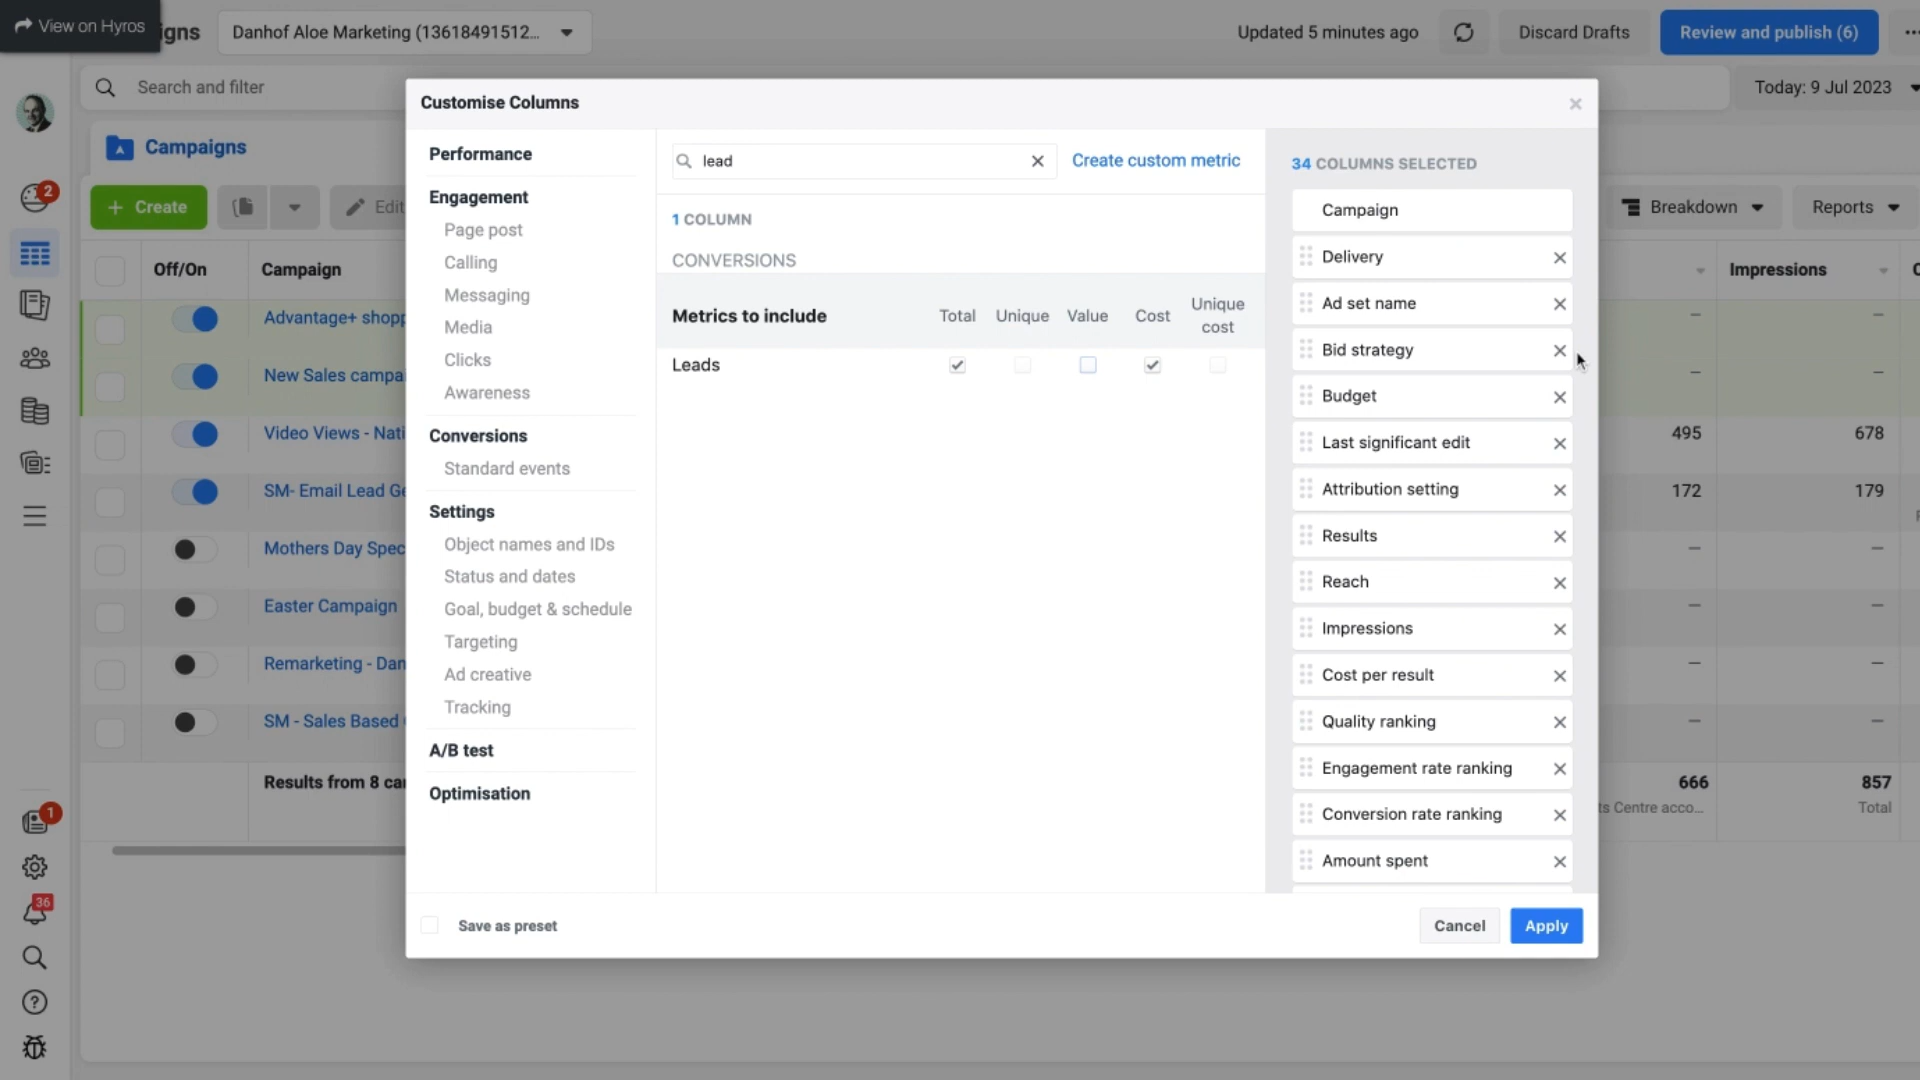 View on Hyros
igns
Danhof Aloe Marketing (13618491512...
Updated 5 minutes ago
Discard Drafts
Review and publish (6)
Search and filter
Today: 9 Jul 2023
Campaigns
2
+ Create
Edit
Breakdown
Reports
Off/On
Campaign
Impressions
Advantage+ shopp
New Sales campai
Video Views - Nati
495
678
SM- Email Lead Ge
172
179
Mothers Day Spec
Easter Campaign
Remarketing - Dan
SM - Sales Based
Results from 8 ca
666
857
ts Centre acco...
Total
1
36
Customise Columns
Performance
Engagement
Page post
Calling
Messaging
Media
Clicks
Awareness
Conversions
Standard events
Settings
Object names and IDs
Status and dates
Goal, budget & schedule
Targeting
Ad creative
Tracking
A/B test
Optimisation
lead
Create custom metric
1 COLUMN
CONVERSIONS
Metrics to include
Total
Unique
Value
Cost
Unique
cost
Leads
34 COLUMNS SELECTED
Campaign
Delivery
Ad set name
Bid strategy
Budget
Last significant edit
Attribution setting
Results
Reach
Impressions
Cost per result
Quality ranking
Engagement rate ranking
Conversion rate ranking
Amount spent
Save as preset
Cancel
Apply